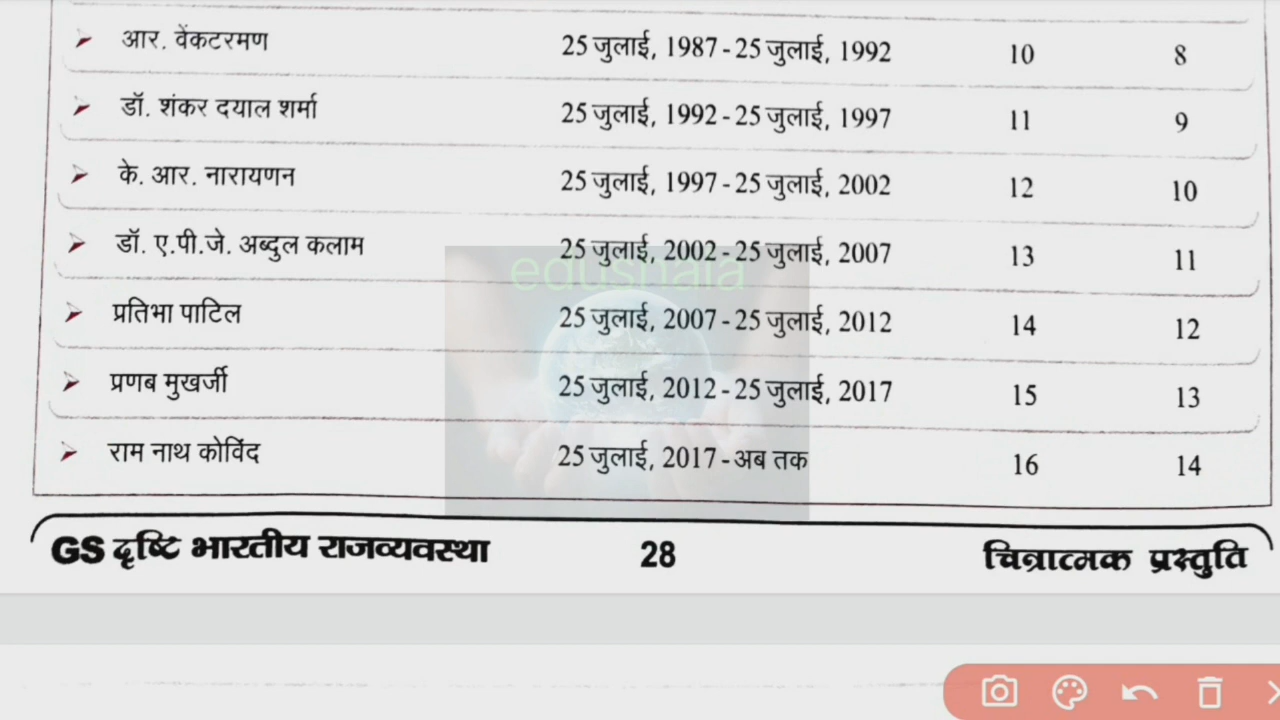 आर. वेंकटरमण 25 जुलाई, 1987 - 25 जुलाई, 1992 10 8
डॉ. शंकर दयाल शर्मा 25 जुलाई, 1992 - 25 जुलाई, 1997 11 9
के. आर. नारायणन 25 जुलाई, 1997 - 25 जुलाई, 2002 12 10
डॉ. ए.पी.जे. अब्दुल कलाम 25 जुलाई, 2002 - 25 जुलाई, 2007 13 11
edushala
प्रतिभा पाटिल 25 जुलाई, 2007 - 25 जुलाई, 2012 14 12
प्रणब मुखर्जी 25 जुलाई, 2012 - 25 जुलाई, 2017 15 13
राम नाथ कोविंद 25 जुलाई, 2017 - अब तक 16 14
GS दृष्टि भारतीय राजव्यवस्था 28 चित्रात्मक प्रस्तुति